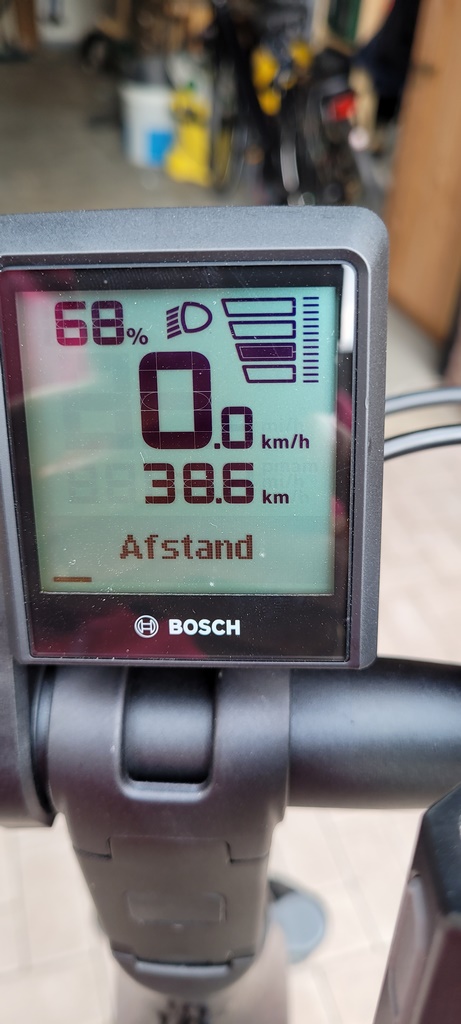 68%
0.0 km/h
38.6 km
Afstand
BOSCH